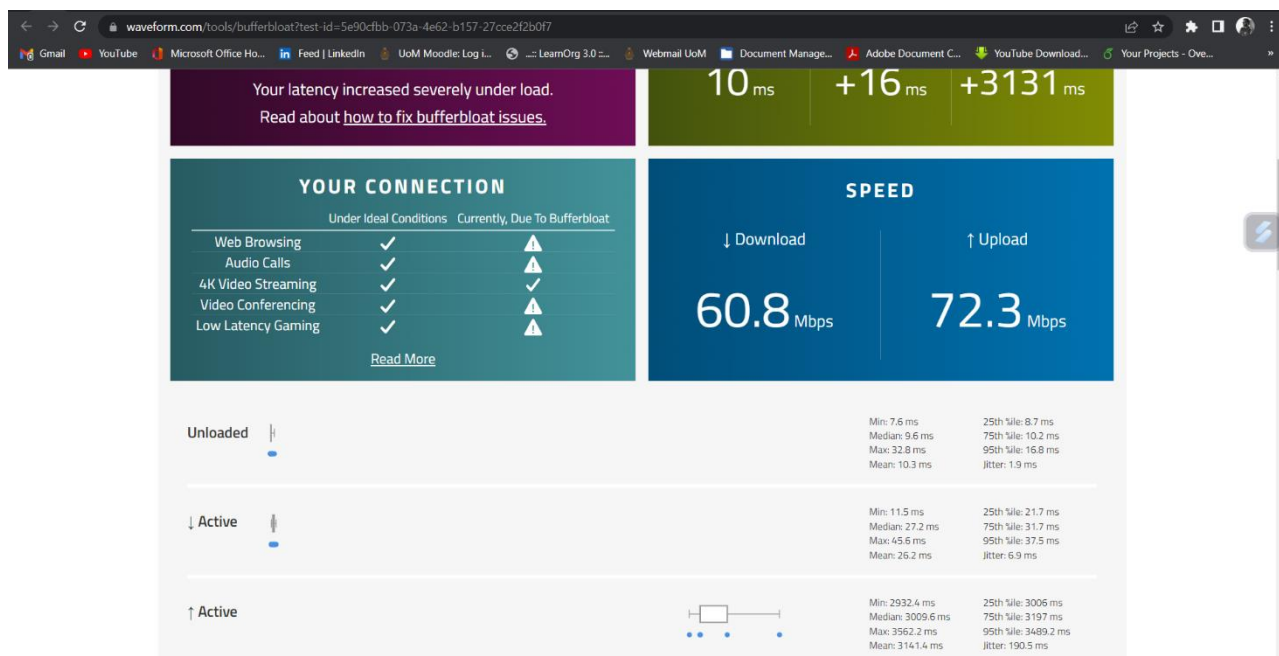 waveform.com/tools/bufferbloat?test-id=5e90cfbb-073a-4e62-b157-27cce2f2b0f7
Gmail YouTube Microsoft Office Ho... Feed | LinkedIn UoM Moodle: Log i... ..:: LearnOrg 3.0 ::... Webmail UoM Document Manage... Adobe Document C... YouTube Download... Your Projects - Ove... »
Your latency increased severely under load.
Read about how to fix bufferbloat issues.
10 ms +16 ms +3131 ms
YOUR CONNECTION
Under Ideal Conditions Currently, Due To Bufferbloat
Web Browsing
Audio Calls
4K Video Streaming
Video Conferencing
Low Latency Gaming
Read More
SPEED
↓ Download ↑ Upload
60.8 Mbps 72.3 Mbps
Unloaded
Min: 7.6 ms 25th %ile: 8.7 ms
Median: 9.6 ms 75th %ile: 10.2 ms
Max: 32.8 ms 95th %ile: 16.8 ms
Mean: 10.3 ms Jitter: 1.9 ms
↓ Active
Min: 11.5 ms 25th %ile: 21.7 ms
Median: 27.2 ms 75th %ile: 31.7 ms
Max: 45.6 ms 95th %ile: 37.5 ms
Mean: 26.2 ms Jitter: 6.9 ms
↑ Active
Min: 2932.4 ms 25th %ile: 3006 ms
Median: 3009.6 ms 75th %ile: 3197 ms
Max: 3562.2 ms 95th %ile: 3489.2 ms
Mean: 3141.4 ms Jitter: 190.5 ms